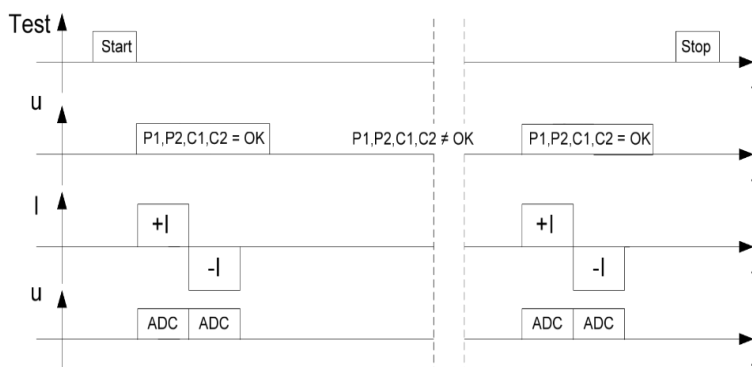 Test
Start
Stop
u
P1,P2,C1,C2 = OK
P1,P2,C1,C2 ≠ OK
P1,P2,C1,C2 = OK
I
+I
-I
+I
-I
u
ADC
ADC
ADC
ADC